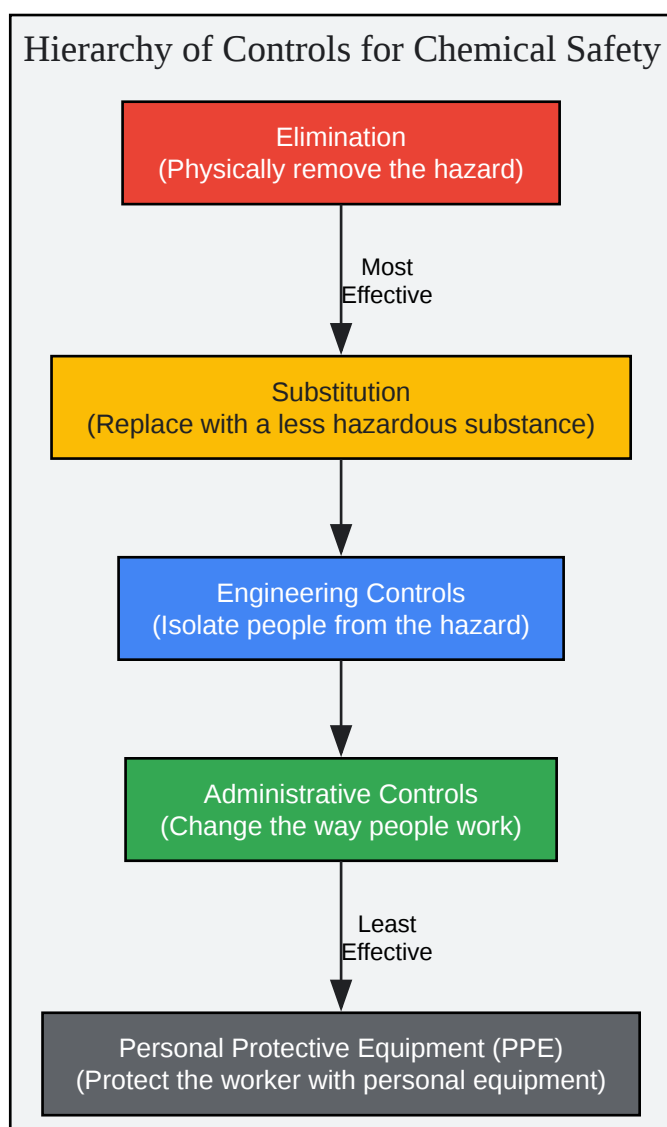 Hierarchy of Controls for Chemical Safety
Elimination
(Physically remove the hazard)
Most
Effective
Substitution
(Replace with a less hazardous substance)
Engineering Controls
(Isolate people from the hazard)
Administrative Controls
(Change the way people work)
Least
Effective
Personal Protective Equipment (PPE)
(Protect the worker with personal equipment)